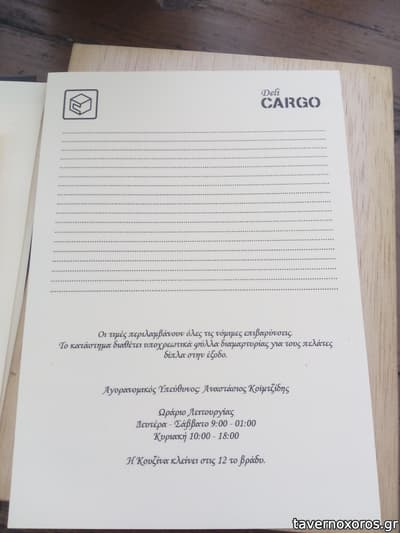 Deli
CARGO
Οι τιμές περιλαμβάνουν όλες τις νόμιμες επιβαρύνσεις.
Το κατάστημα διαθέτει υποχρεωτικά φύλλα διαμαρτυρίας για τους πελάτες
δίπλα στην έξοδο.
Αγορανομικός Υπεύθυνος: Αναστάσιος Κοϊμτζίδης
Ωράριο Λειτουργίας
Δευτέρα - Σάββατο 9:00 - 01:00
Κυριακή 10:00 - 18:00
Η Κουζίνα κλείνει στις 12 το βράδυ.
tavernoxoros.gr